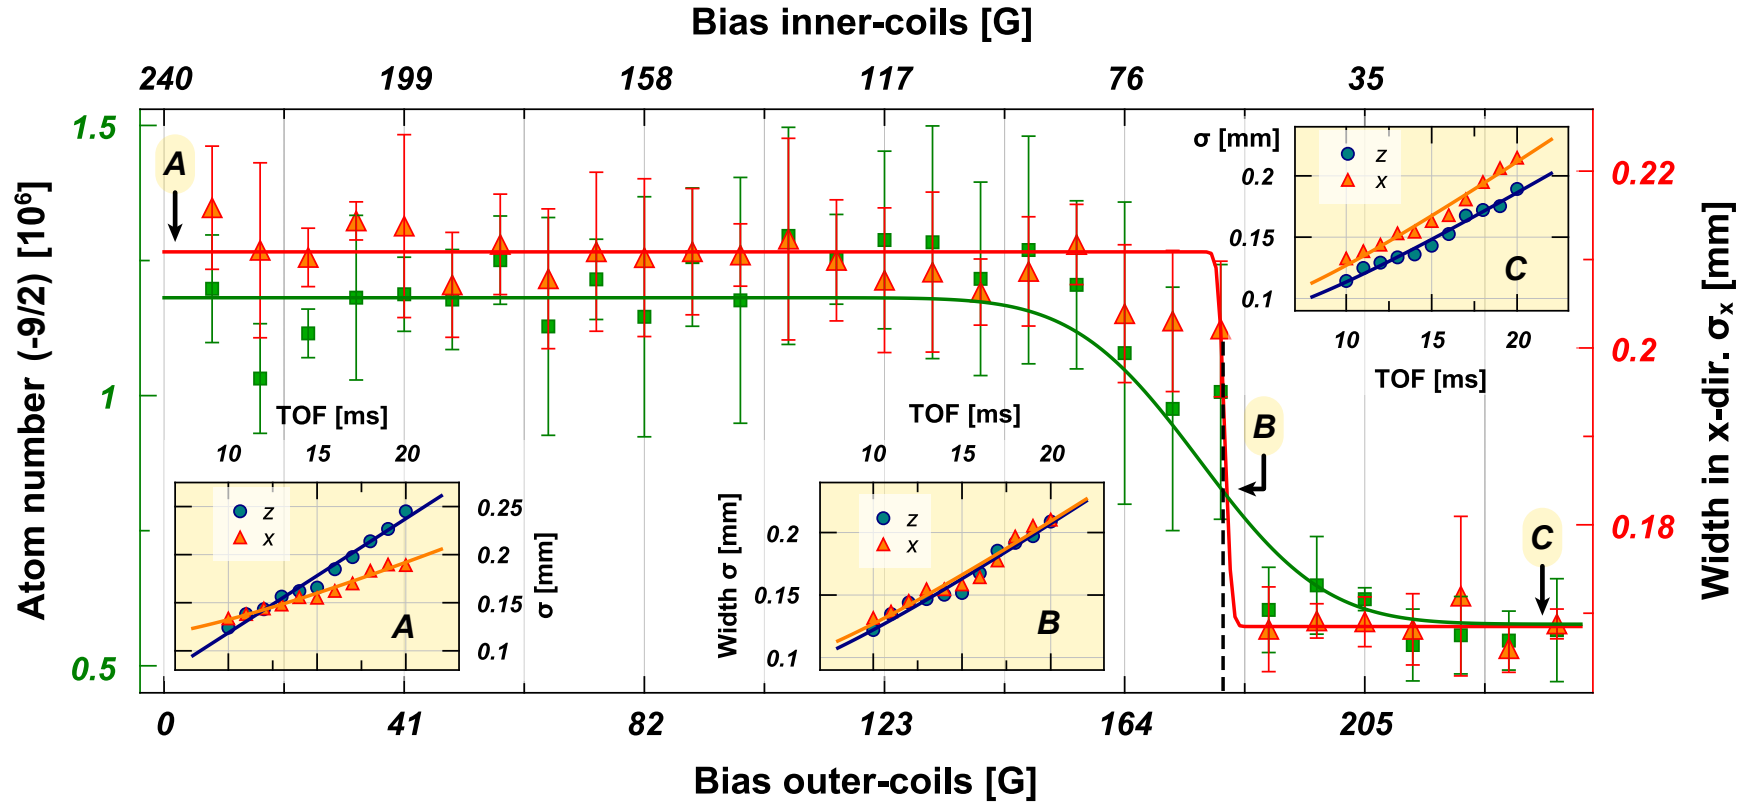 Bias inner-coils [G]
240 199 158 117 76 35
Atom number (-9/2) [10⁶]
1.5
1
0.5
Width in x-dir. σₓ [mm]
0.22
0.2
0.18
A
B
C
σ [mm]
z
x
0.2
0.15
0.1
C
10 15 20
TOF [ms]
TOF [ms]
10 15 20
z
x
0.25
0.2
0.15
0.1
σ [mm]
A
TOF [ms]
10 15 20
Width σ [mm]
z
x
0.2
0.15
0.1
B
0 41 82 123 164 205
Bias outer-coils [G]